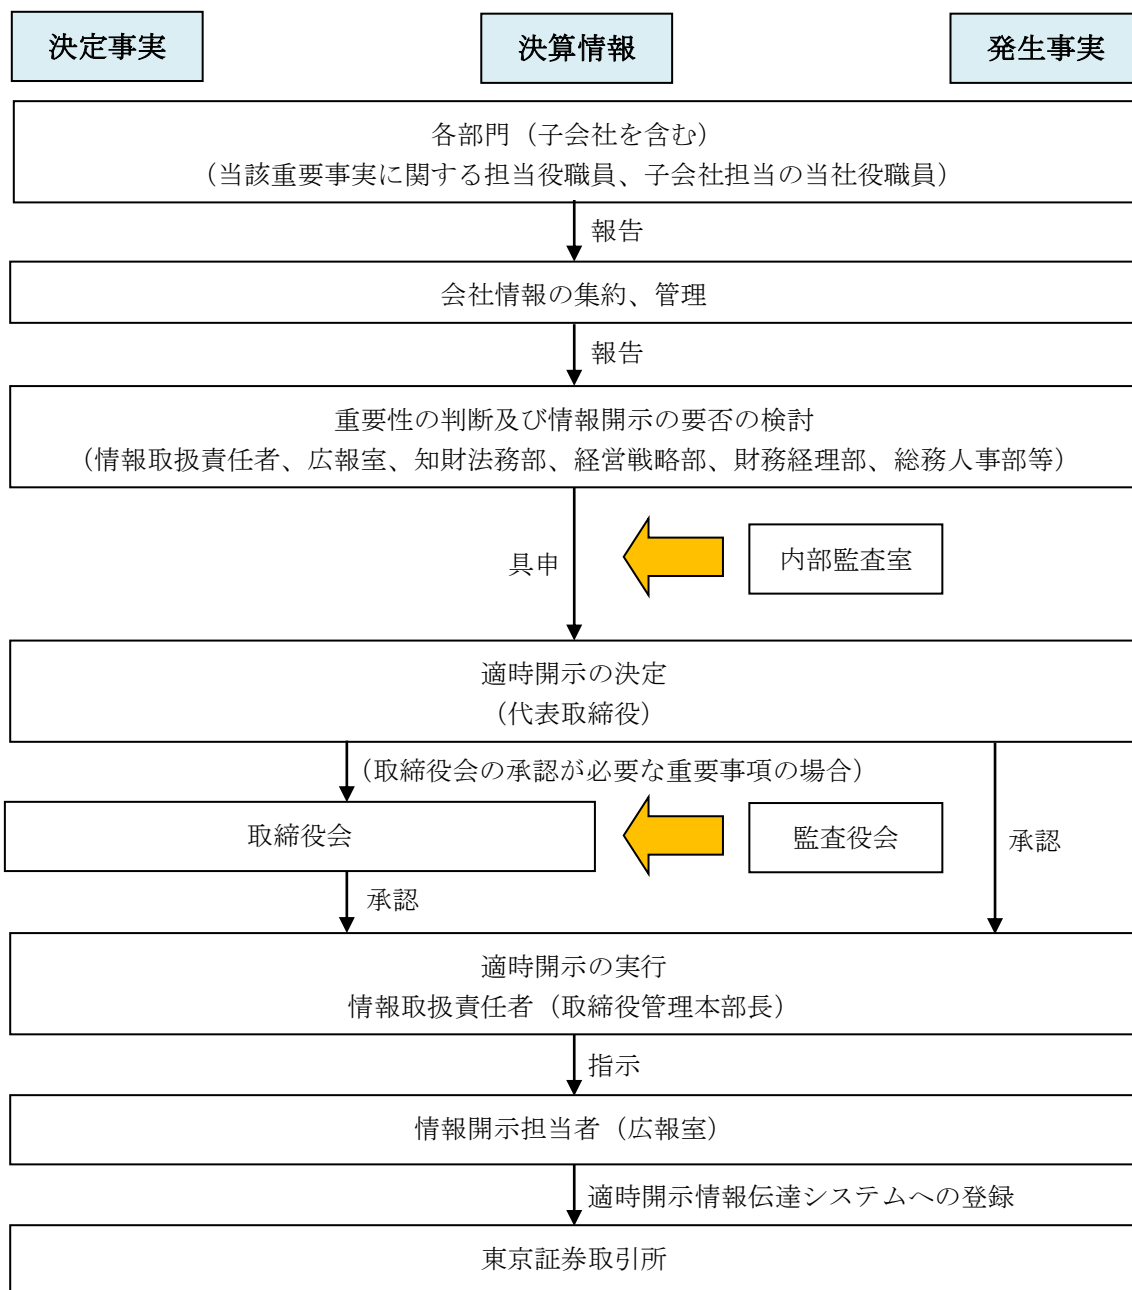 決定事実
決算情報
発生事実
各部門（子会社を含む）
（当該重要事実に関する担当役職員、子会社担当の当社役職員）
報告
会社情報の集約、管理
報告
重要性の判断及び情報開示の要否の検討
（情報取扱責任者、広報室、知財法務部、経営戦略部、財務経理部、総務人事部等）
具申
内部監査室
適時開示の決定
（代表取締役）
（取締役会の承認が必要な重要事項の場合）
取締役会
監査役会
承認
承認
適時開示の実行
情報取扱責任者（取締役管理本部長）
指示
情報開示担当者（広報室）
適時開示情報伝達システムへの登録
東京証券取引所